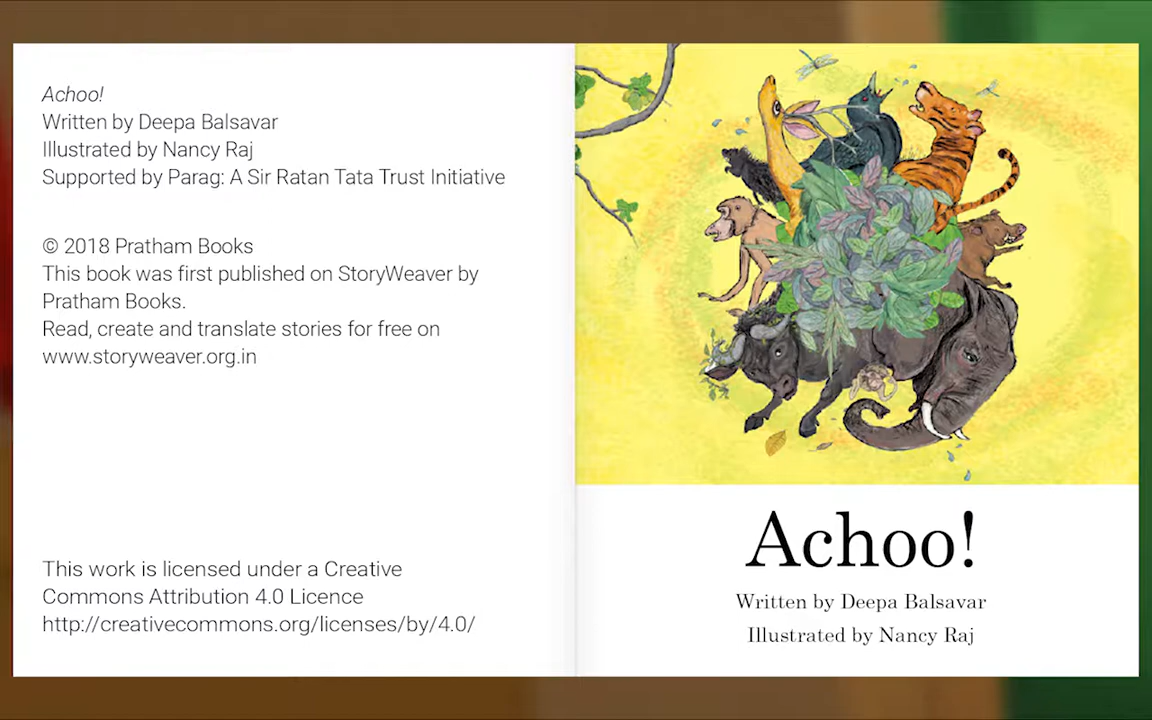 Achoo!
Written by Deepa Balsavar
Illustrated by Nancy Raj
Supported by Parag: A Sir Ratan Tata Trust Initiative
© 2018 Pratham Books
This book was first published on StoryWeaver by
Pratham Books.
Read, create and translate stories for free on
www.storyweaver.org.in
This work is licensed under a Creative
Commons Attribution 4.0 Licence
http://creativecommons.org/licenses/by/4.0/
Achoo!
Written by Deepa Balsavar
Illustrated by Nancy Raj